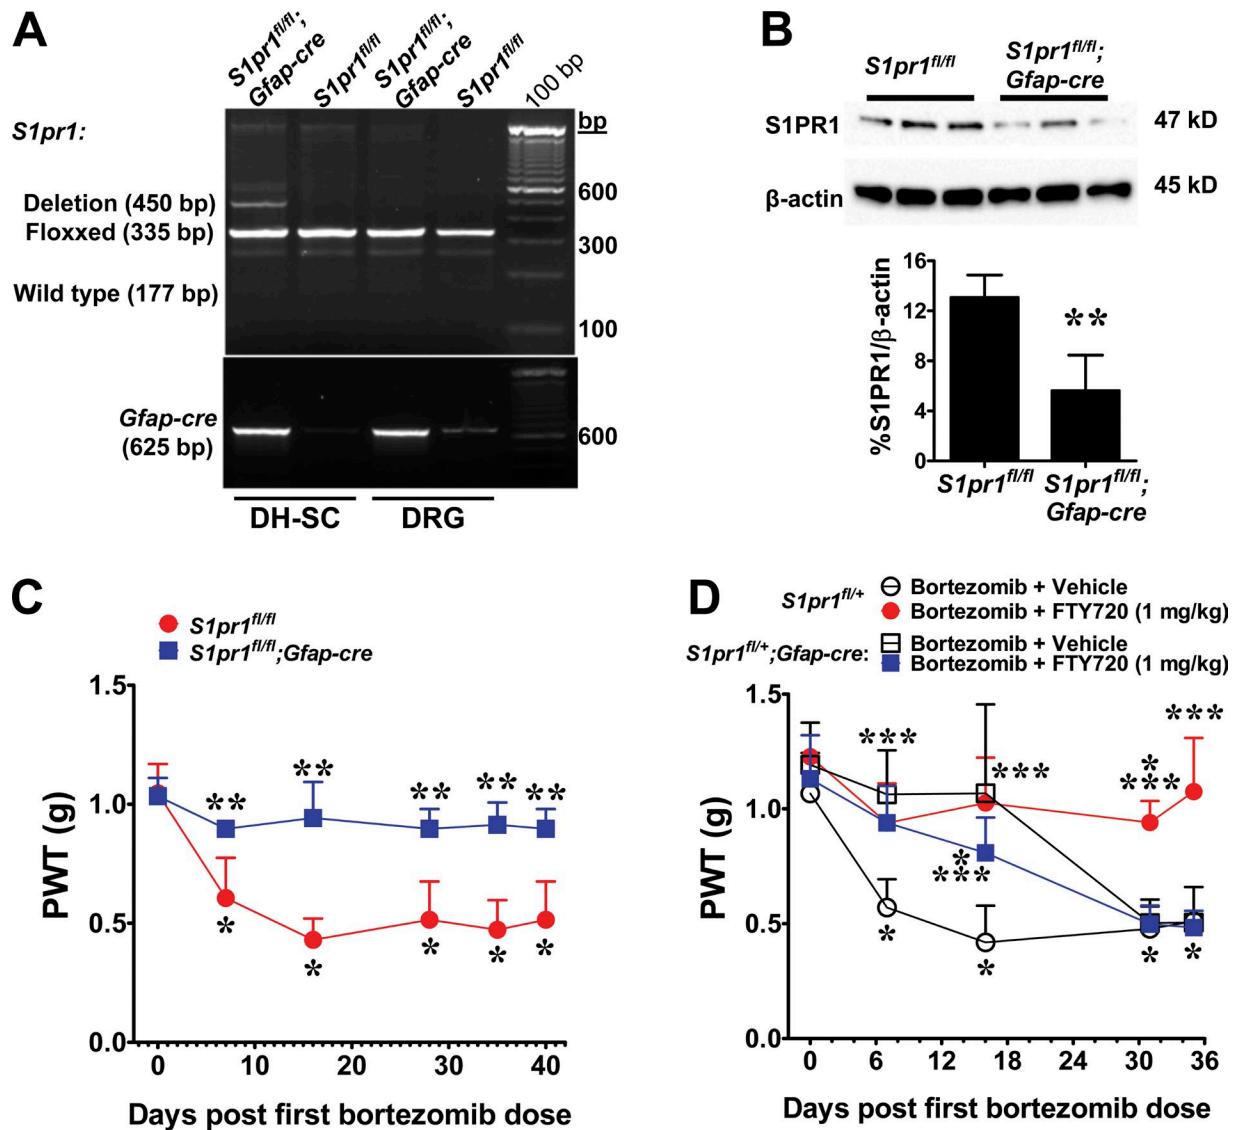 A
S1pr1fl/fl;
Gfap-cre
S1pr1fl/fl
S1pr1fl/fl;
Gfap-cre
S1pr1fl/fl
100 bp
S1pr1:
bp
Deletion (450 bp)
600
Floxxed (335 bp)
300
Wild type (177 bp)
100
Gfap-cre
(625 bp)
600
DH-SC
DRG
B
S1pr1fl/fl
S1pr1fl/fl;
Gfap-cre
S1PR1
47 kD
β-actin
45 kD
%S1PR1/β-actin
16
12
8
4
0
**
S1pr1fl/fl
S1pr1fl/fl;
Gfap-cre
C
S1pr1fl/fl
S1pr1fl/fl;Gfap-cre
PWT (g)
1.5
1.0
0.5
0.0
** ** ** ** **
* * * * *
0 10 20 30 40
Days post first bortezomib dose
D
S1pr1fl/+
Bortezomib + Vehicle
Bortezomib + FTY720 (1 mg/kg)
S1pr1fl/+;Gfap-cre:
Bortezomib + Vehicle
Bortezomib + FTY720 (1 mg/kg)
PWT (g)
1.5
1.0
0.5
0.0
***
***
*
***
***
*
***
* * * *
0 6 12 18 24 30 36
Days post first bortezomib dose